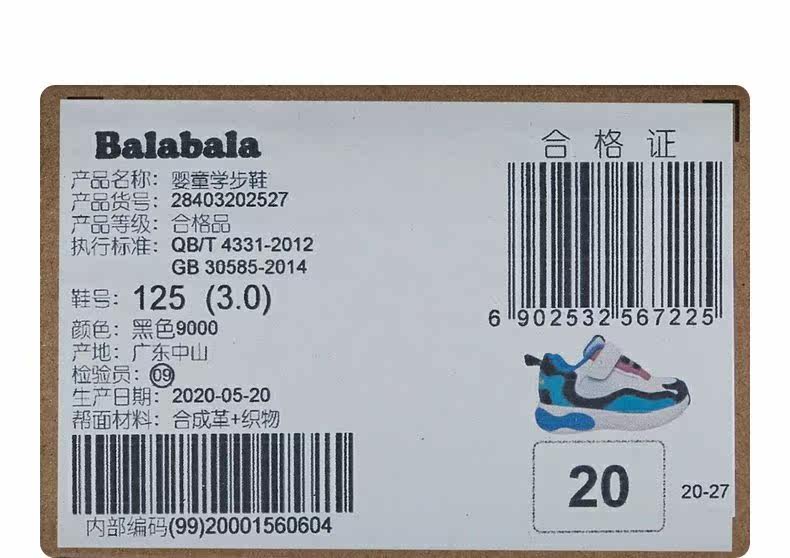 Balabala
合格证
产品名称：婴童学步鞋
产品货号：28403202527
产品等级：合格品
执行标准：QB/T 4331-2012
GB 30585-2014
鞋号：125 (3.0)
颜色：黑色9000
产地：广东中山
检验员：09
生产日期：2020-05-20
帮面材料：合成革+织物
内部编码(99)20001560604
6 902532 567225
20
20-27